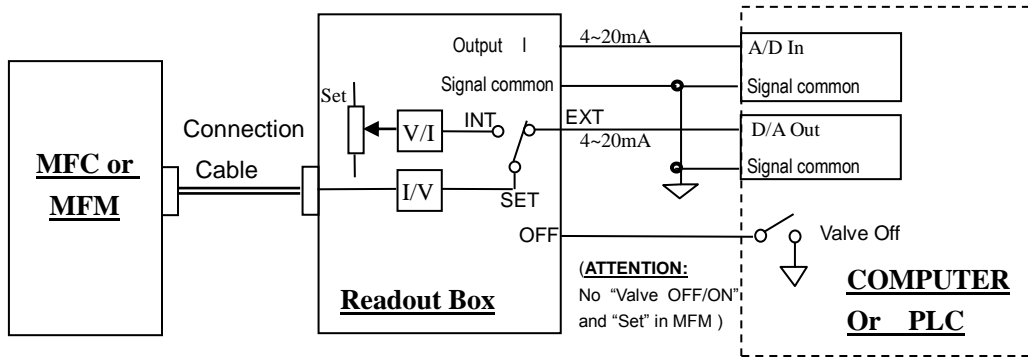 MFC or
MFM
Connection
Cable
Output I
Signal common
Set
V/I
INT
I/V
SET
OFF
Readout Box
4~20mA
EXT
4~20mA
(ATTENTION:
No “Valve OFF/ON”
and “Set” in MFM )
A/D In
Signal common
D/A Out
Signal common
Valve Off
COMPUTER
Or PLC